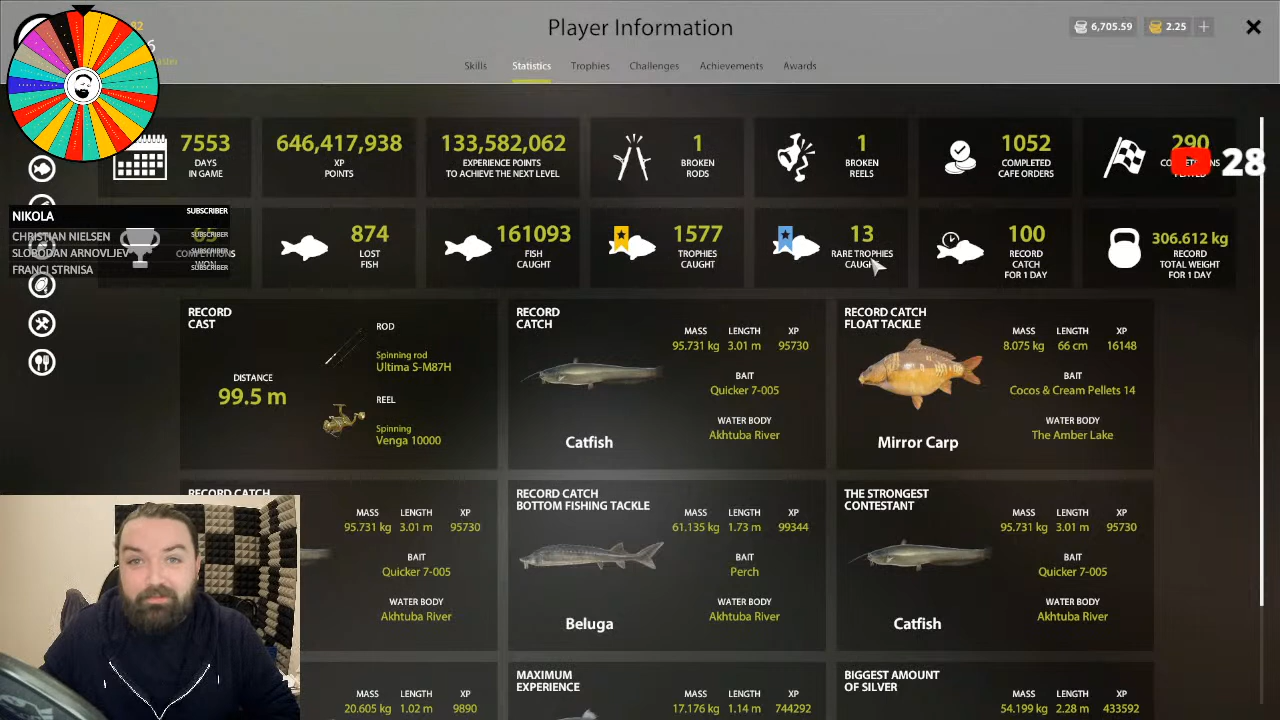 Player Information
6,705.59
2.25
82
Skills
Statistics
Trophies
Challenges
Achievements
Awards
7553
DAYS
IN GAME
646,417,938
XP
POINTS
133,582,062
EXPERIENCE POINTS
TO ACHIEVE THE NEXT LEVEL
1
BROKEN
RODS
1
BROKEN
REELS
1052
COMPLETED
CAFE ORDERS
290
28
NIKOLA
SUBSCRIBER
CHRISTIAN NIELSEN
SUBSCRIBER
SLOBODAN ARNOVLJEV
SUBSCRIBER
FRANCI STRNISA
SUBSCRIBER
65
COMPETITIONS
874
LOST
FISH
161093
FISH
CAUGHT
1577
TROPHIES
CAUGHT
13
RARE TROPHIES
CAUGHT
100
RECORD
CATCH
FOR 1 DAY
306.612 kg
RECORD
TOTAL WEIGHT
FOR 1 DAY
RECORD
CAST
DISTANCE
99.5 m
ROD
Spinning rod
Ultima S-M87H
REEL
Spinning
Venga 10000
RECORD
CATCH
MASS LENGTH XP
95.731 kg 3.01 m 95730
BAIT
Quicker 7-005
WATER BODY
Akhtuba River
Catfish
RECORD CATCH
FLOAT TACKLE
MASS LENGTH XP
8.075 kg 66 cm 16148
BAIT
Cocos & Cream Pellets 14
WATER BODY
The Amber Lake
Mirror Carp
RECORD CATCH
MASS LENGTH XP
95.731 kg 3.01 m 95730
BAIT
Quicker 7-005
WATER BODY
Akhtuba River
RECORD CATCH
BOTTOM FISHING TACKLE
MASS LENGTH XP
61.135 kg 1.73 m 99344
BAIT
Perch
WATER BODY
Akhtuba River
Beluga
THE STRONGEST
CONTESTANT
MASS LENGTH XP
95.731 kg 3.01 m 95730
BAIT
Quicker 7-005
WATER BODY
Akhtuba River
Catfish
MASS LENGTH XP
20.605 kg 1.02 m 9890
MAXIMUM
EXPERIENCE
MASS LENGTH XP
17.176 kg 1.14 m 744292
BIGGEST AMOUNT
OF SILVER
MASS LENGTH XP
54.199 kg 2.28 m 433592